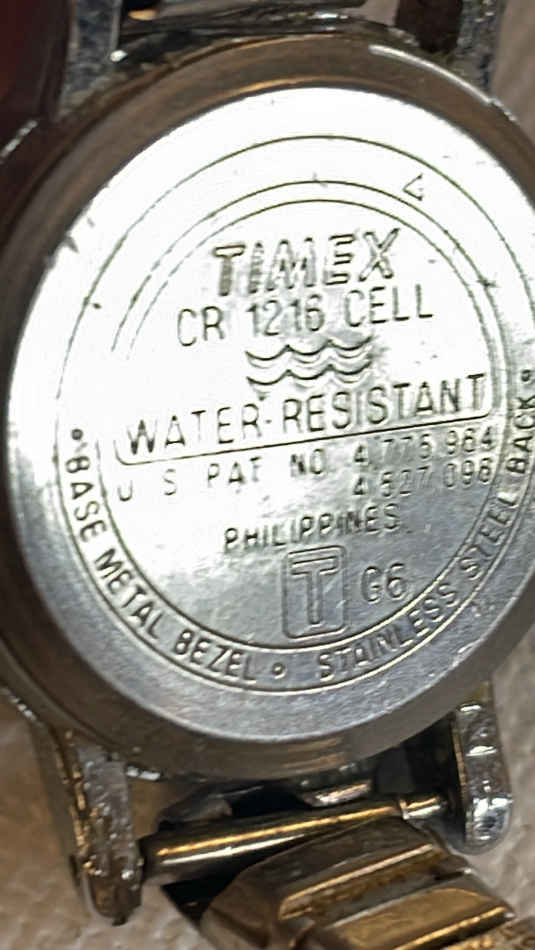 TIMEX
CR 1216 CELL
WATER-RESISTANT
U S PAT NO 4 775 964
4 827 096
PHILIPPINES
T G6
• BASE METAL BEZEL • STAINLESS STEEL BACK •